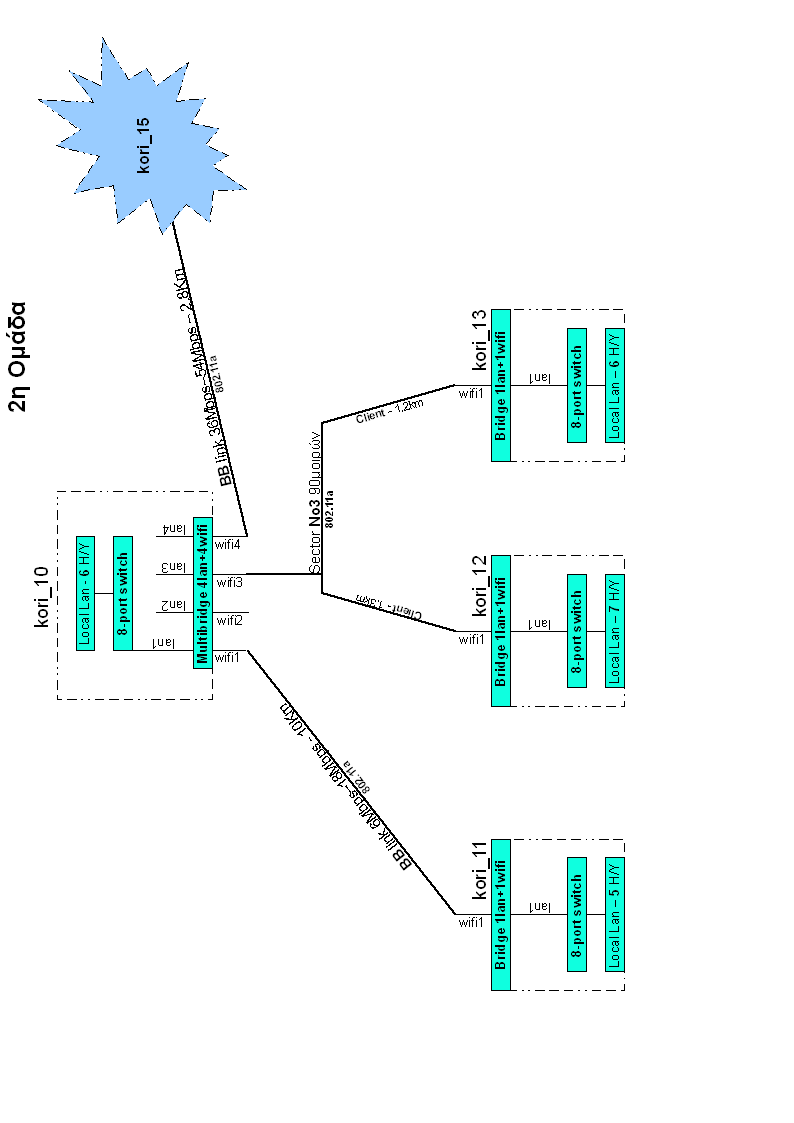 2η Ομάδα
kori_10
Local Lan - 6 H/Y
8-port switch
lan1
lan2
lan3
lan4
Multibridge 4lan+4wifi
wifi1
wifi2
wifi3
wifi4
kori_15
BB link 36Mbps-54Mbps – 2.8Km
802.11a
BB link 6Mbps-18Mbps - 10Km
802.11a
Sector No3 90μοιρών
802.11a
Client - 1.3km
Client - 1.2km
kori_11
wifi1
Bridge 1lan+1wifi
lan1
8-port switch
Local Lan – 5 H/Y
kori_12
wifi1
Bridge 1lan+1wifi
lan1
8-port switch
Local Lan – 7 H/Y
kori_13
wifi1
Bridge 1lan+1wifi
lan1
8-port switch
Local Lan – 6 H/Y